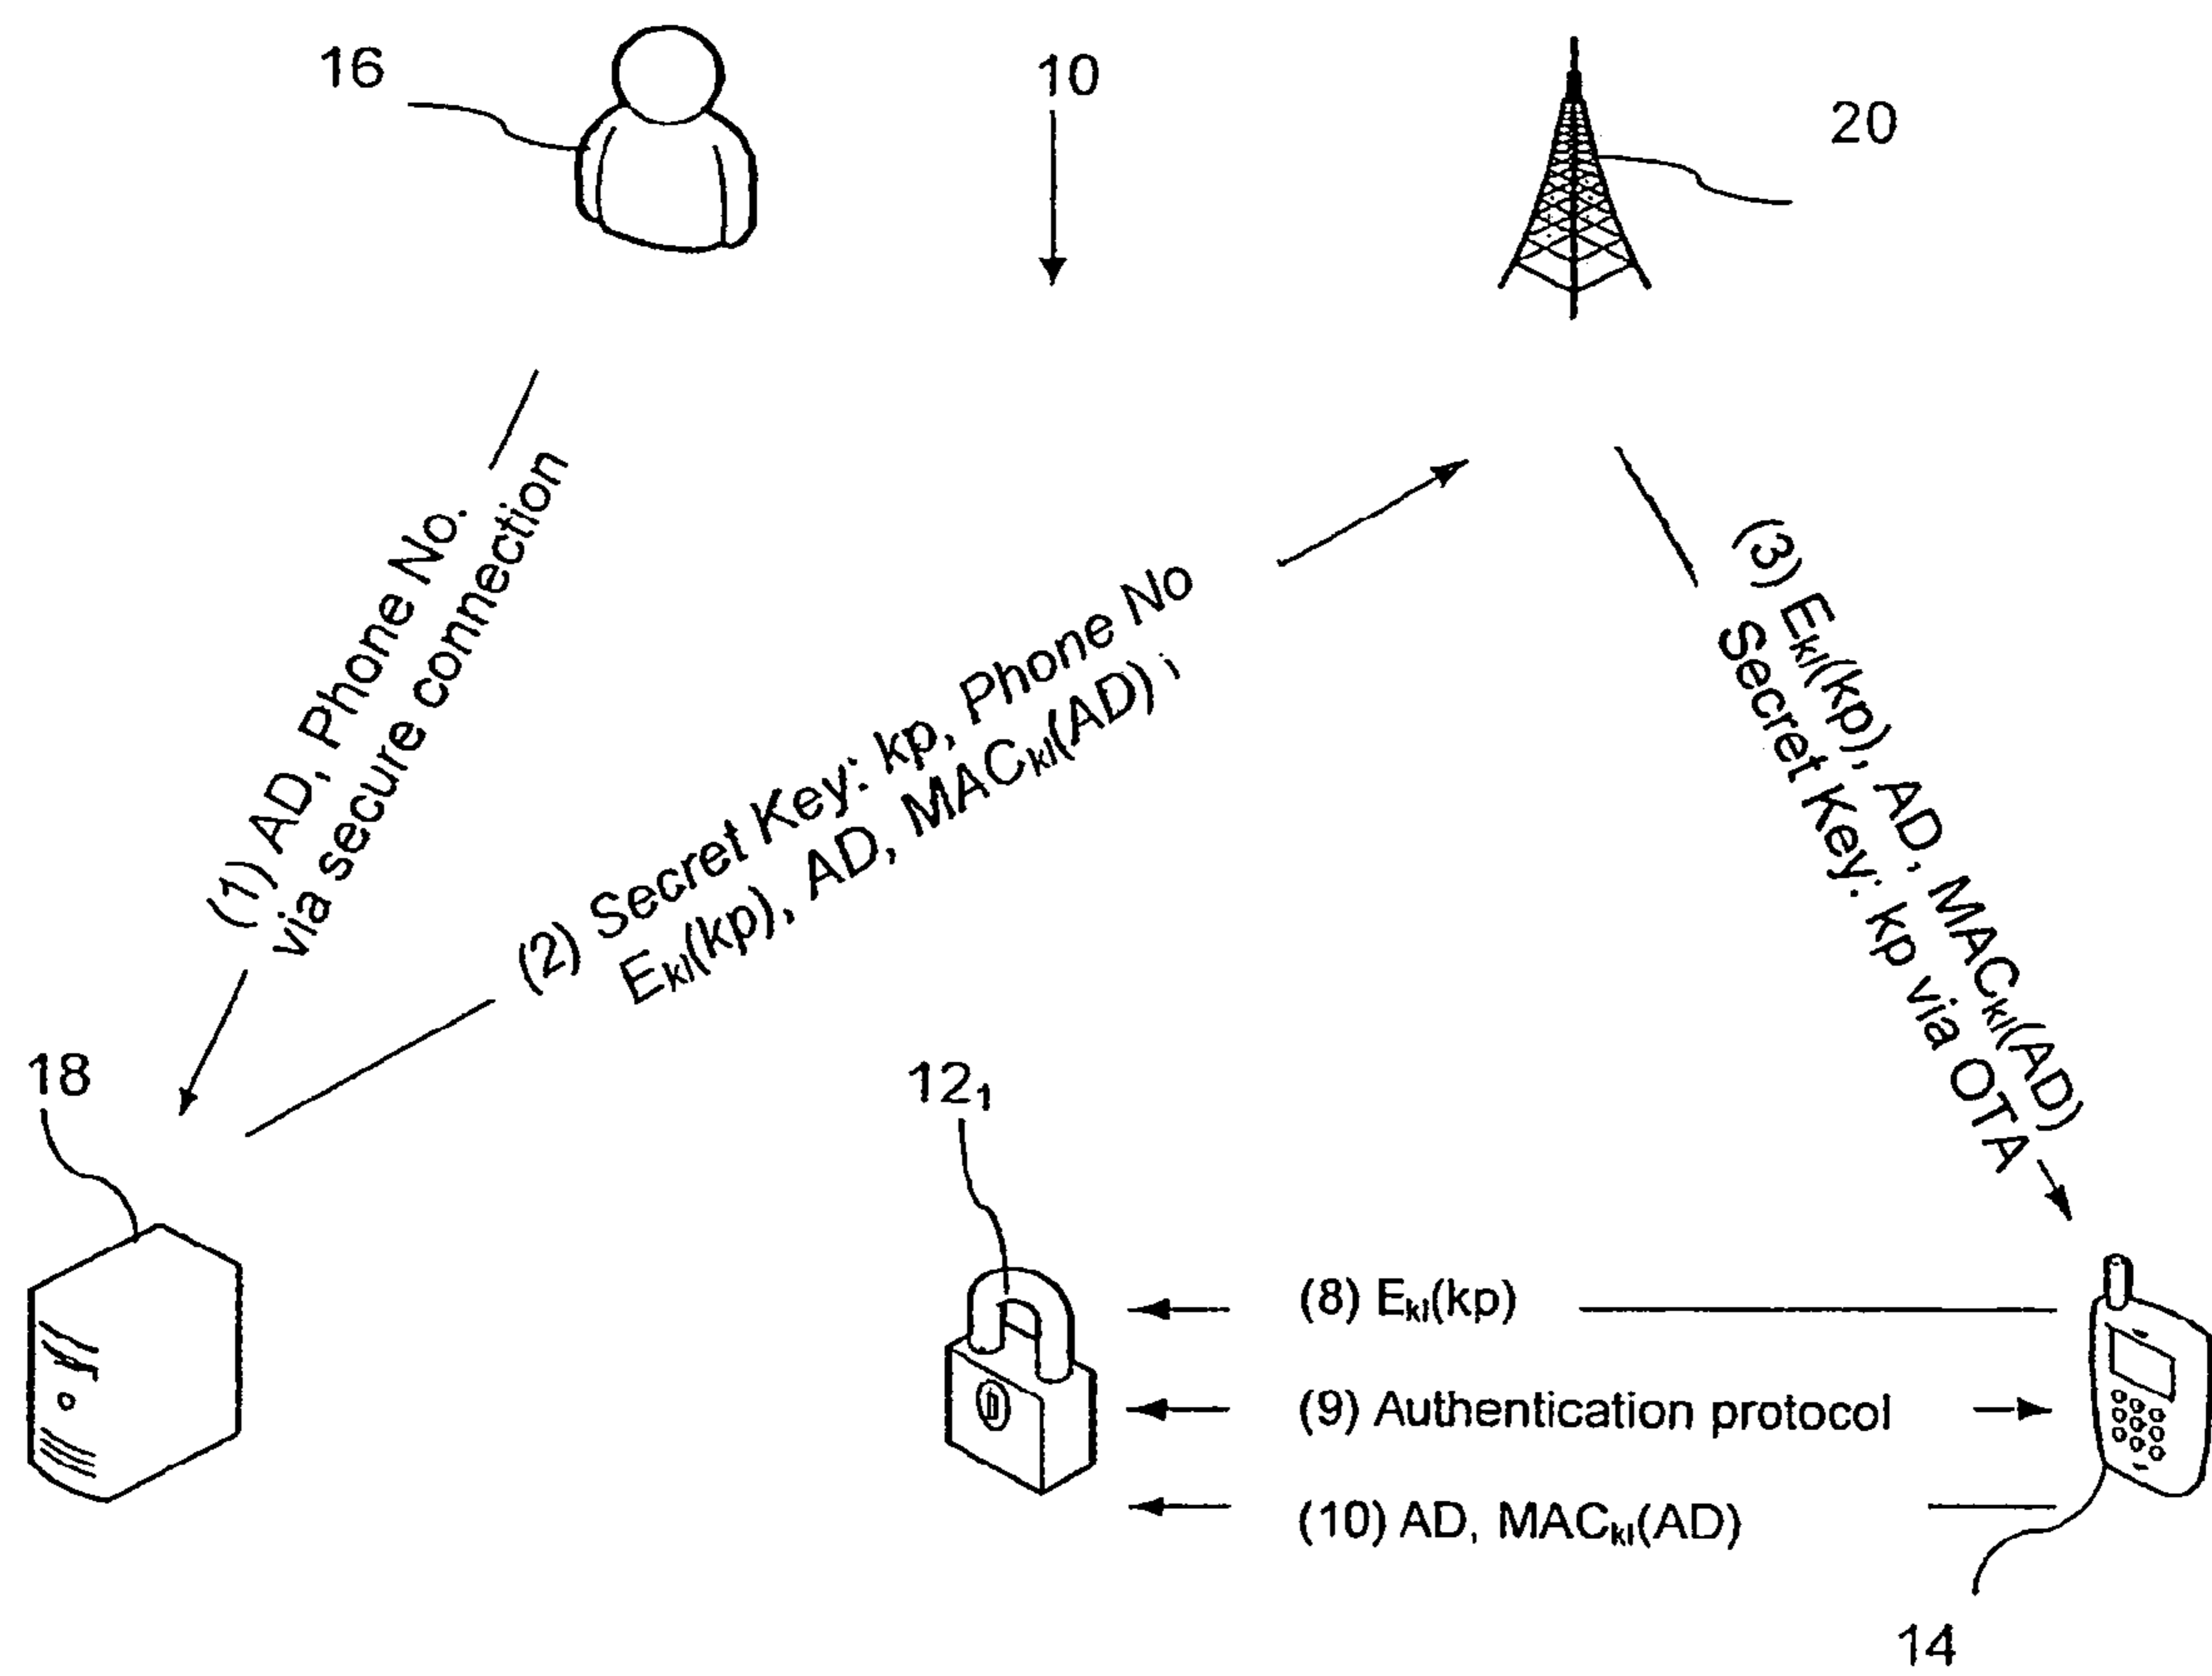 16
10
20
(1) AD, Phone No.
via secure connection
(2) Secret Key: kp, Phone No
Ekl(kp), AD, MACkl(AD) ;
(3) Ekl(kp), AD, MACkl(AD)
Secret Key: kp via OTA
18
12₁
(8) Ekl(kp)
(9) Authentication protocol
(10) AD, MACkl(AD)
14